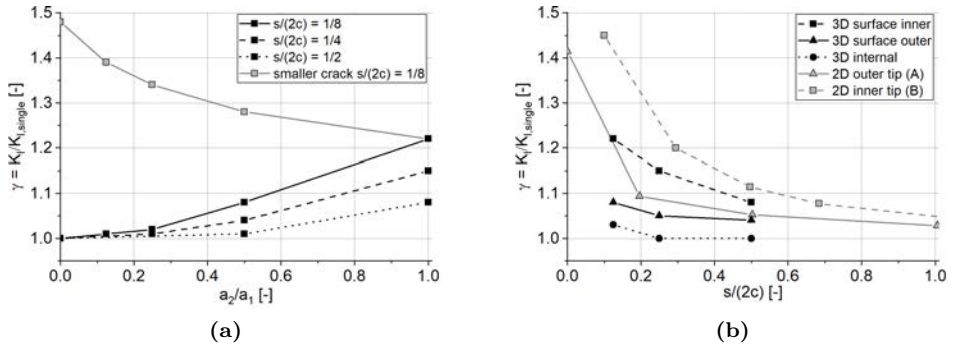 1.5
1.4
1.3
1.2
1.1
1.0
γ = K_I/K_I,single [-]
s/(2c) = 1/8
s/(2c) = 1/4
s/(2c) = 1/2
smaller crack s/(2c) = 1/8
0.0 0.2 0.4 0.6 0.8 1.0
a_2/a_1 [-]
(a)
1.5
1.4
1.3
1.2
1.1
1.0
γ = K_I/K_I,single [-]
3D surface inner
3D surface outer
3D internal
2D outer tip (A)
2D inner tip (B)
0.0 0.2 0.4 0.6 0.8 1.0
s/(2c) [-]
(b)